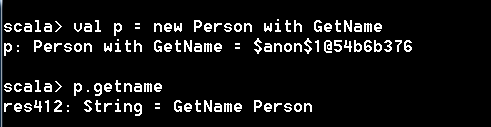 scala> val p = new Person with GetName
p: Person with GetName = $anon$1@54b6b376
scala> p.getname
res412: String = GetName Person